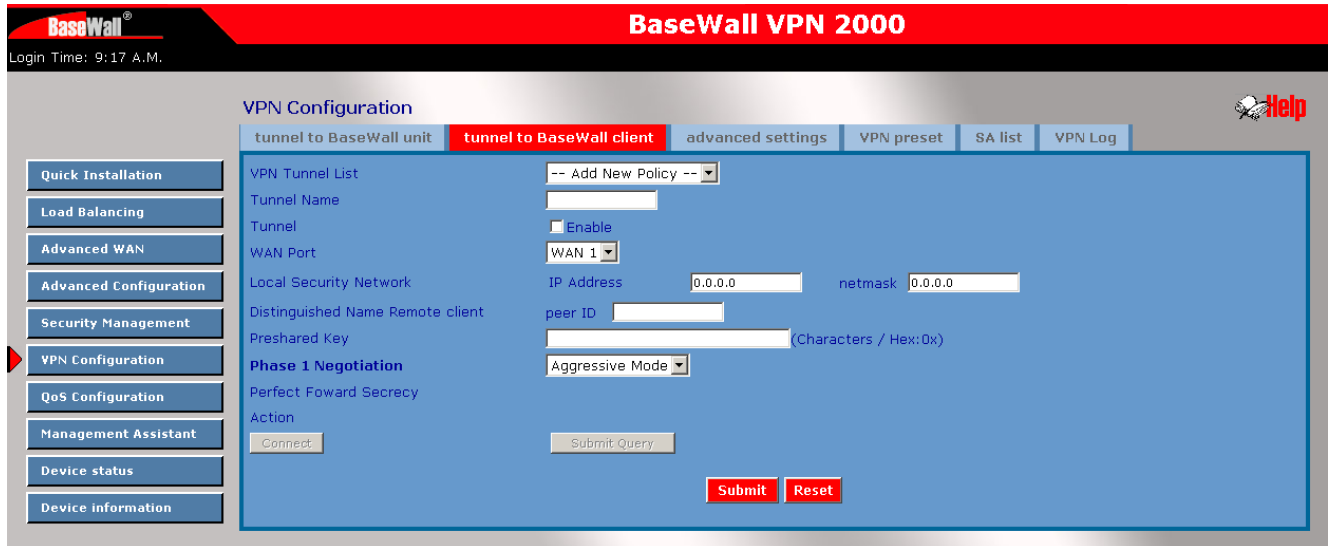 BaseWall®
BaseWall VPN 2000
Login Time: 9:17 A.M.
VPN Configuration
Help
tunnel to BaseWall unit tunnel to BaseWall client advanced settings VPN preset SA list VPN Log
Quick Installation
Load Balancing
Advanced WAN
Advanced Configuration
Security Management
VPN Configuration
QoS Configuration
Management Assistant
Device status
Device information
VPN Tunnel List -- Add New Policy --
Tunnel Name
Tunnel Enable
WAN Port WAN 1
Local Security Network IP Address 0.0.0.0 netmask 0.0.0.0
Distinguished Name Remote client peer ID
Preshared Key (Characters / Hex:0x)
Phase 1 Negotiation Aggressive Mode
Perfect Foward Secrecy
Action
Connect Submit Query
Submit Reset